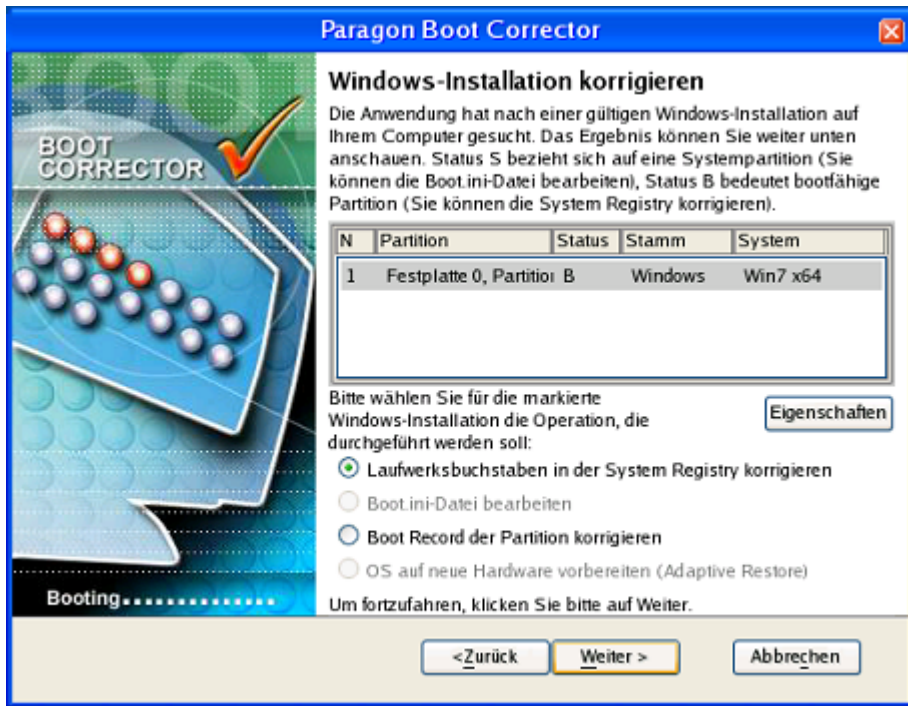 Paragon Boot Corrector
BOOT
BOOT
CORRECTOR
Booting..............
Windows-Installation korrigieren
Die Anwendung hat nach einer gültigen Windows-Installation auf
Ihrem Computer gesucht. Das Ergebnis können Sie weiter unten
anschauen. Status S bezieht sich auf eine Systempartition (Sie
können die Boot.ini-Datei bearbeiten), Status B bedeutet bootfähige
Partition (Sie können die System Registry korrigieren).
N Partition Status Stamm System
1 Festplatte 0, Partition B Windows Win7 x64
Bitte wählen Sie für die markierte
Windows-Installation die Operation, die
durchgeführt werden soll:
Eigenschaften
Laufwerksbuchstaben in der System Registry korrigieren
Boot.ini-Datei bearbeiten
Boot Record der Partition korrigieren
OS auf neue Hardware vorbereiten (Adaptive Restore)
Um fortzufahren, klicken Sie bitte auf Weiter.
<Zurück Weiter > Abbrechen